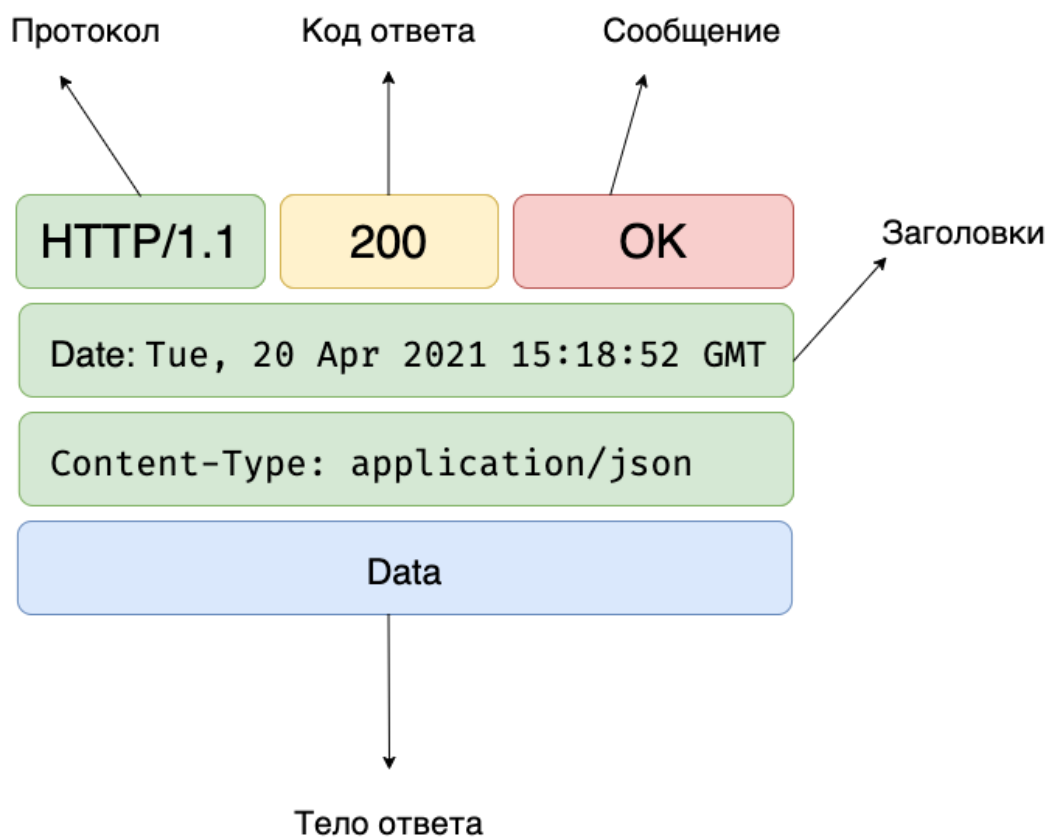 Протокол
Код ответа
Сообщение
HTTP/1.1
200
OK
Заголовки
Date: Tue, 20 Apr 2021 15:18:52 GMT
Content-Type: application/json
Data
Тело ответа